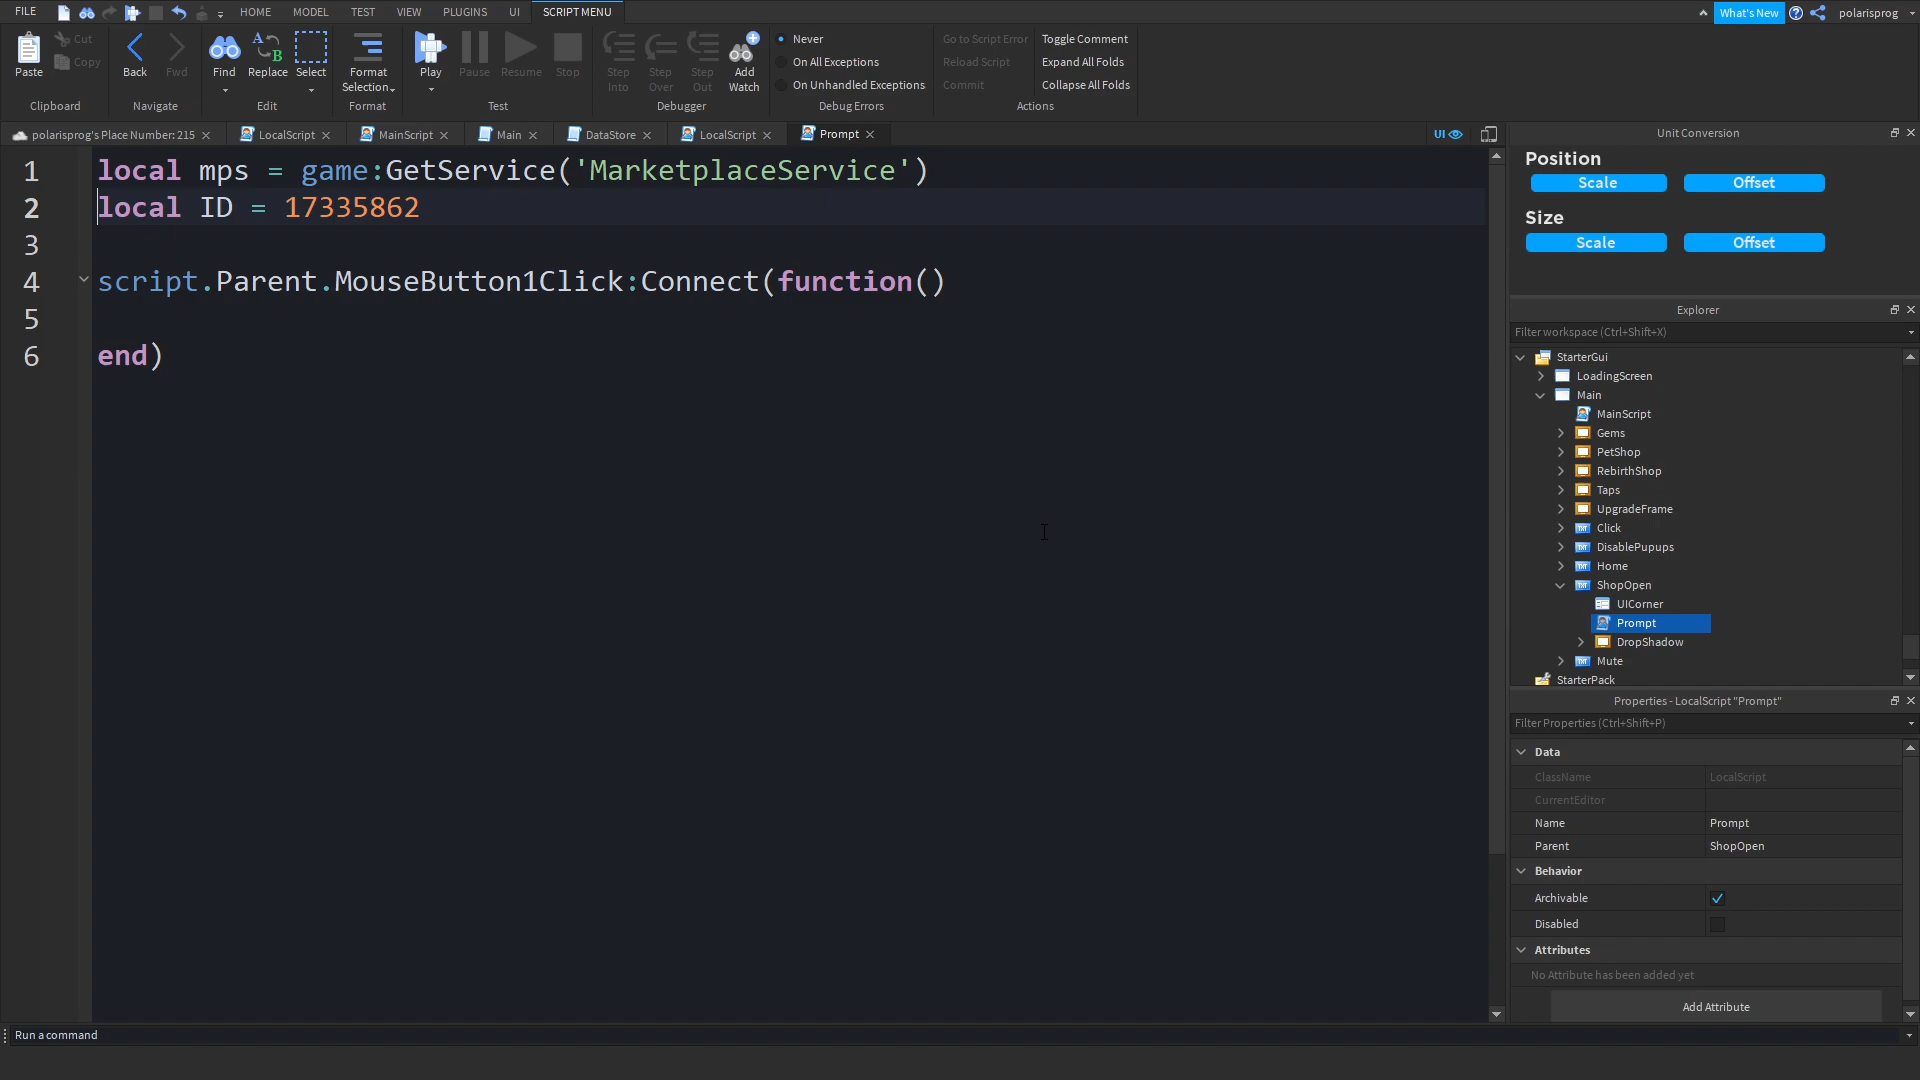 FILE HOME MODEL TEST VIEW PLUGINS UI SCRIPT MENU What's New polarisprog
Paste Cut Copy Back Fwd Find Replace Select Format Selection Play Pause Resume Stop Step Into Step Over Step Out Add Watch
Never
On All Exceptions
On Unhandled Exceptions
Go to Script Error
Reload Script
Commit
Toggle Comment
Expand All Folds
Collapse All Folds
Clipboard Navigate Edit Format Test Debugger Debug Errors Actions
polarisprog's Place Number: 215 LocalScript MainScript Main DataStore LocalScript Prompt UI
1 local mps = game:GetService('MarketplaceService')
2 local ID = 17335862
3
4 script.Parent.MouseButton1Click:Connect(function()
5
6 end)
Unit Conversion
Position
Scale Offset
Size
Scale Offset
Explorer
Filter workspace (Ctrl+Shift+X)
StarterGui
LoadingScreen
Main
MainScript
Gems
PetShop
RebirthShop
Taps
UpgradeFrame
Click
DisablePupups
Home
ShopOpen
UICorner
Prompt
DropShadow
Mute
StarterPack
Properties - LocalScript "Prompt"
Filter Properties (Ctrl+Shift+P)
Data
ClassName LocalScript
CurrentEditor
Name Prompt
Parent ShopOpen
Behavior
Archivable
Disabled
Attributes
No Attribute has been added yet
Add Attribute
Run a command